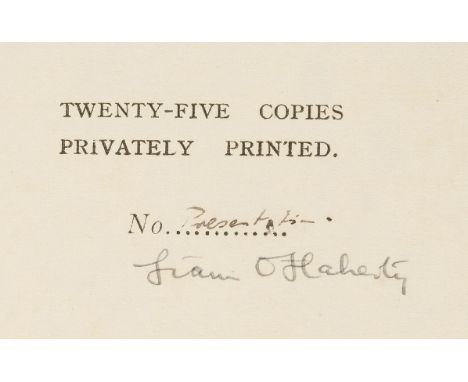 TWENTY-FIVE COPIES
PRIVATELY PRINTED.
No. Presentation.
Liam O'Flaherty